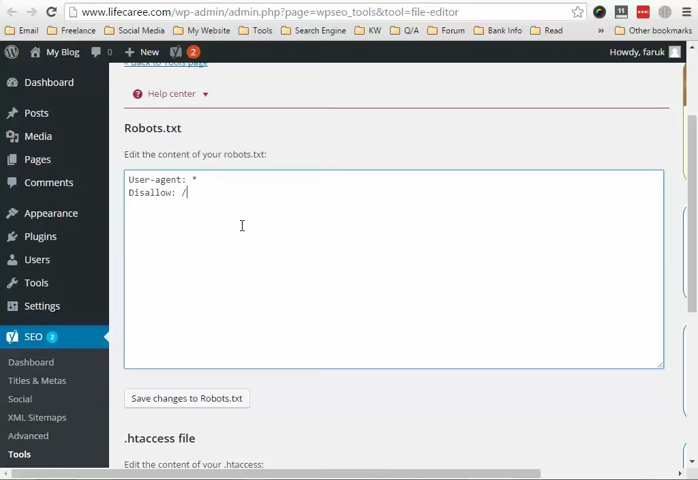 www.lifecaree.com/wp-admin/admin.php?page=wpseo_tools&tool=file-editor
Email Freelance Social Media My Website Tools Search Engine KW Q/A Forum Bank Info Read » Other bookmarks
My Blog 0 + New 2 Howdy, faruk
« Back to Tools page
Dashboard
Posts
Media
Pages
Comments
Appearance
Plugins
Users
Tools
Settings
SEO 2
Dashboard
Titles & Metas
Social
XML Sitemaps
Advanced
Tools
? Help center
Robots.txt
Edit the content of your robots.txt:
User-agent: *
Disallow: /
Save changes to Robots.txt
.htaccess file
Edit the content of your .htaccess: